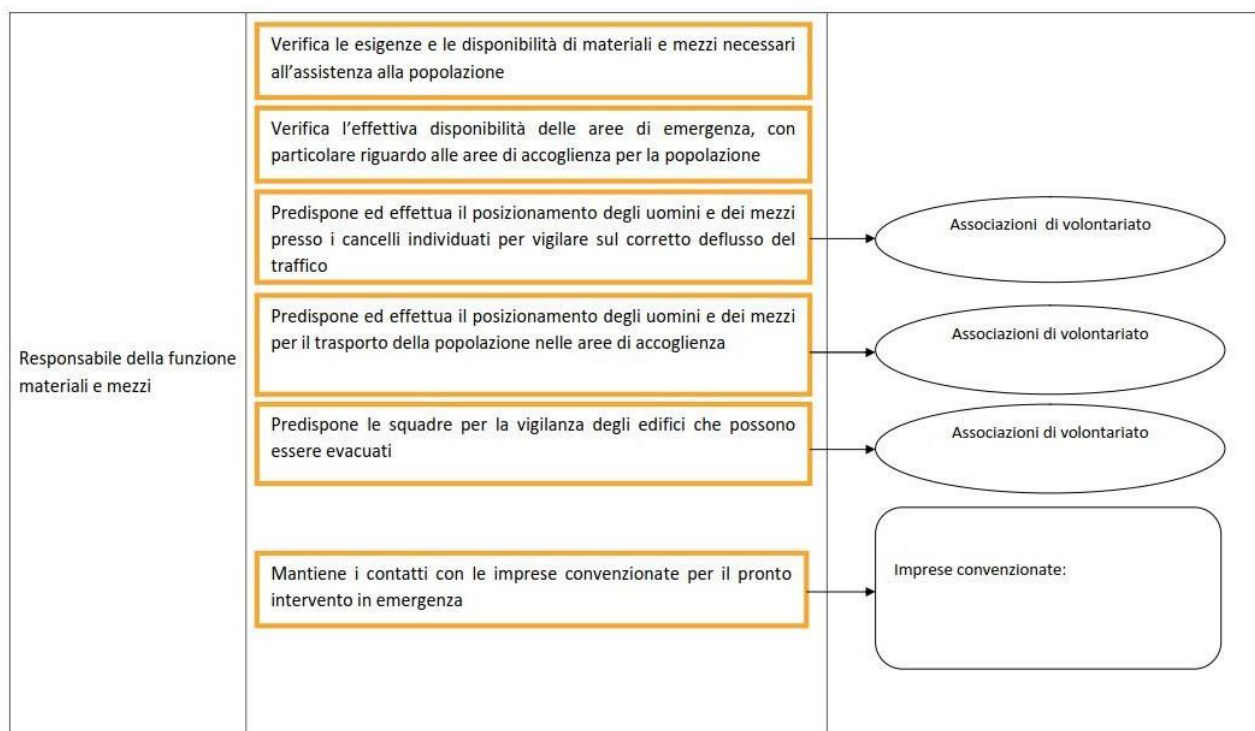 Responsabile della funzione
materiali e mezzi
Verifica le esigenze e le disponibilità di materiali e mezzi necessari
all’assistenza alla popolazione
Verifica l’effettiva disponibilità delle aree di emergenza, con
particolare riguardo alle aree di accoglienza per la popolazione
Predispone ed effettua il posizionamento degli uomini e dei mezzi
presso i cancelli individuati per vigilare sul corretto deflusso del
traffico
Associazioni di volontariato
Predispone ed effettua il posizionamento degli uomini e dei mezzi
per il trasporto della popolazione nelle aree di accoglienza
Associazioni di volontariato
Predispone le squadre per la vigilanza degli edifici che possono
essere evacuati
Associazioni di volontariato
Mantiene i contatti con le imprese convenzionate per il pronto
intervento in emergenza
Imprese convenzionate: